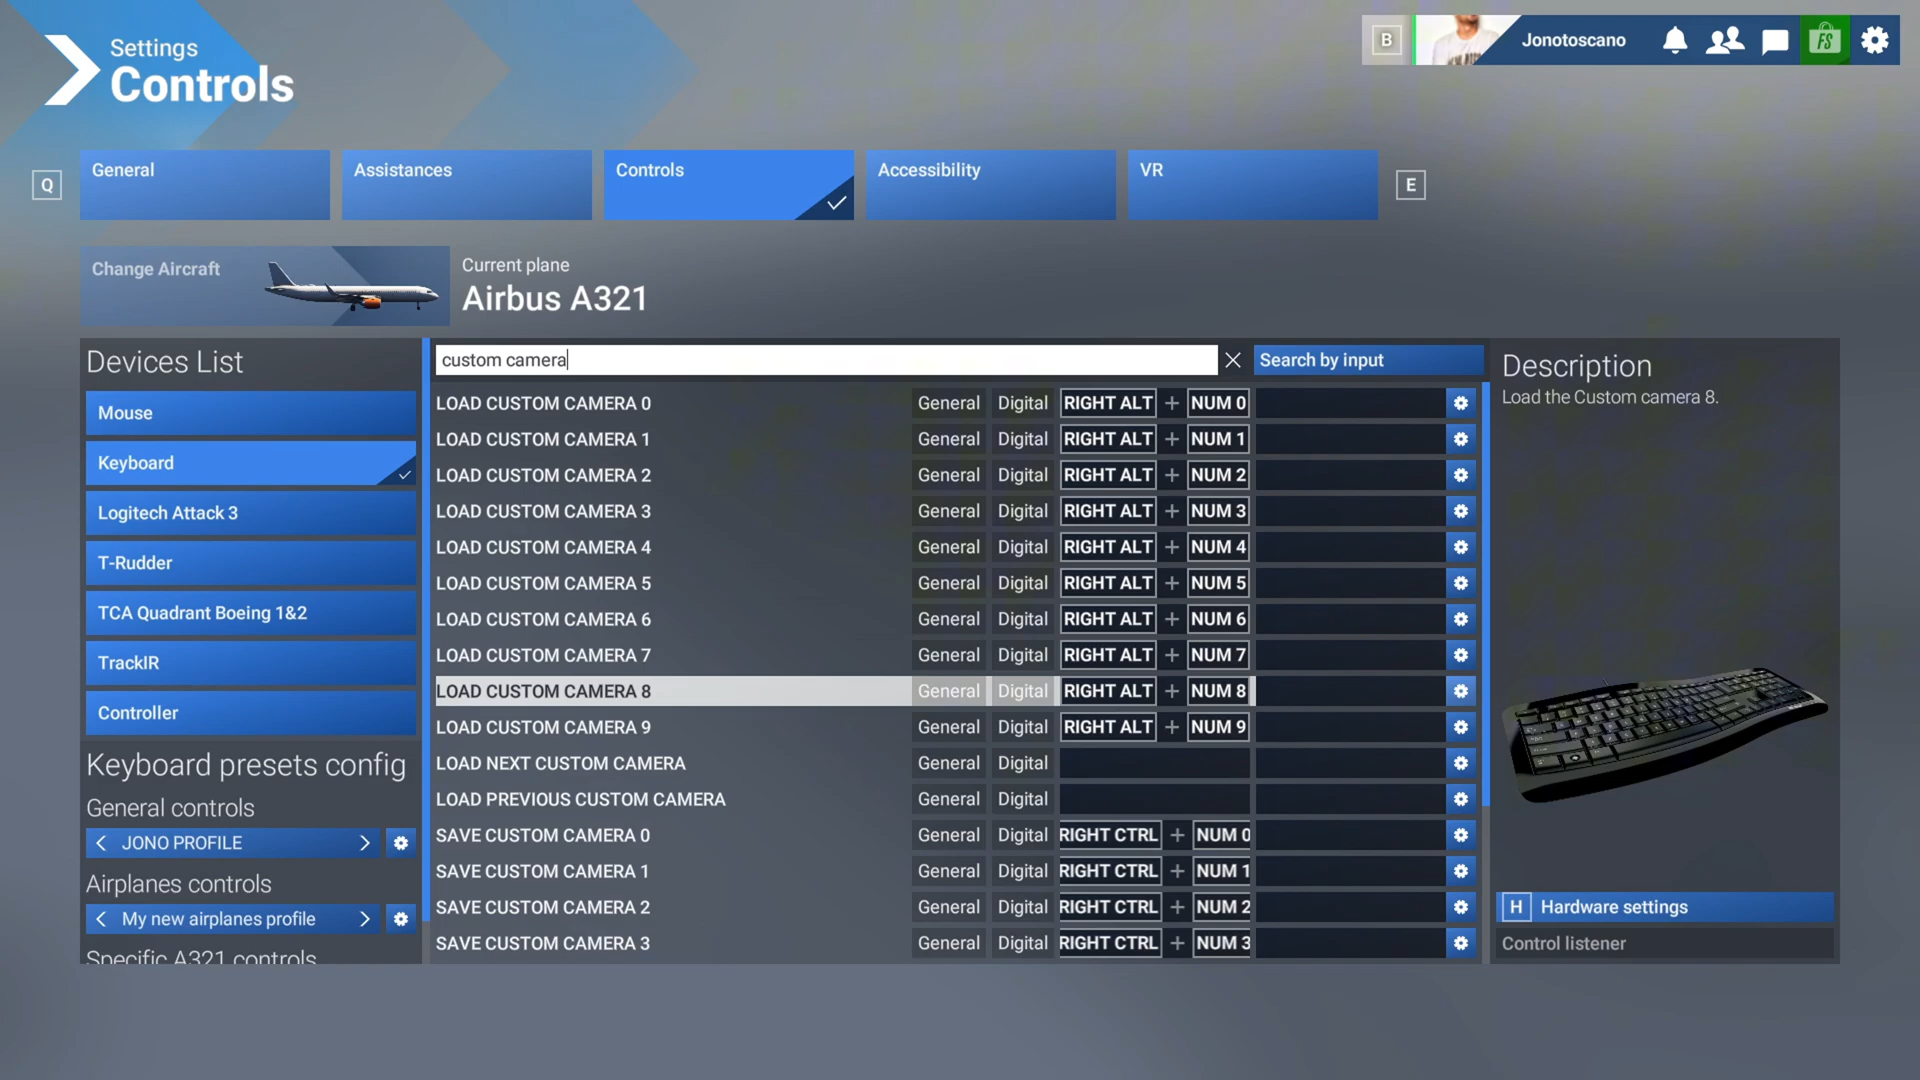 Settings
Controls
B
Jonotoscano
FS
Q
General
Assistances
Controls
Accessibility
VR
E
Change Aircraft
Current plane
Airbus A321
Devices List
Mouse
Keyboard
Logitech Attack 3
T-Rudder
TCA Quadrant Boeing 1&2
TrackIR
Controller
Keyboard presets config
General controls
JONO PROFILE
Airplanes controls
My new airplanes profile
Specific A321 controls
custom camera
Search by input
LOAD CUSTOM CAMERA 0 General Digital RIGHT ALT + NUM 0
LOAD CUSTOM CAMERA 1 General Digital RIGHT ALT + NUM 1
LOAD CUSTOM CAMERA 2 General Digital RIGHT ALT + NUM 2
LOAD CUSTOM CAMERA 3 General Digital RIGHT ALT + NUM 3
LOAD CUSTOM CAMERA 4 General Digital RIGHT ALT + NUM 4
LOAD CUSTOM CAMERA 5 General Digital RIGHT ALT + NUM 5
LOAD CUSTOM CAMERA 6 General Digital RIGHT ALT + NUM 6
LOAD CUSTOM CAMERA 7 General Digital RIGHT ALT + NUM 7
LOAD CUSTOM CAMERA 8 General Digital RIGHT ALT + NUM 8
LOAD CUSTOM CAMERA 9 General Digital RIGHT ALT + NUM 9
LOAD NEXT CUSTOM CAMERA General Digital
LOAD PREVIOUS CUSTOM CAMERA General Digital
SAVE CUSTOM CAMERA 0 General Digital RIGHT CTRL + NUM 0
SAVE CUSTOM CAMERA 1 General Digital RIGHT CTRL + NUM 1
SAVE CUSTOM CAMERA 2 General Digital RIGHT CTRL + NUM 2
SAVE CUSTOM CAMERA 3 General Digital RIGHT CTRL + NUM 3
Description
Load the Custom camera 8.
H Hardware settings
Control listener